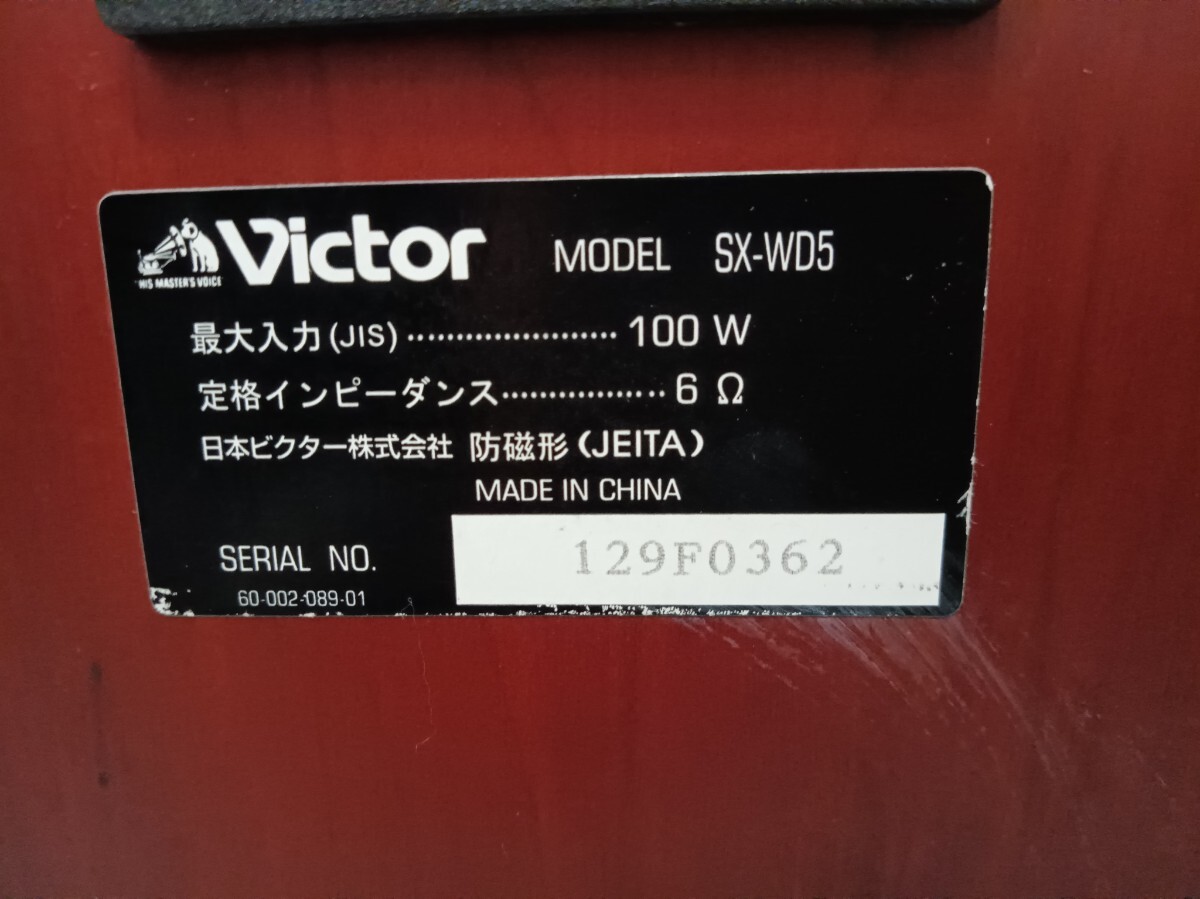 Victor MODEL SX-WD5
HIS MASTER'S VOICE
最大入力(JIS)……………………100 W
定格インピーダンス………………6 Ω
日本ビクター株式会社 防磁形(JEITA)
MADE IN CHINA
SERIAL NO. 129F0362
60-002-089-01